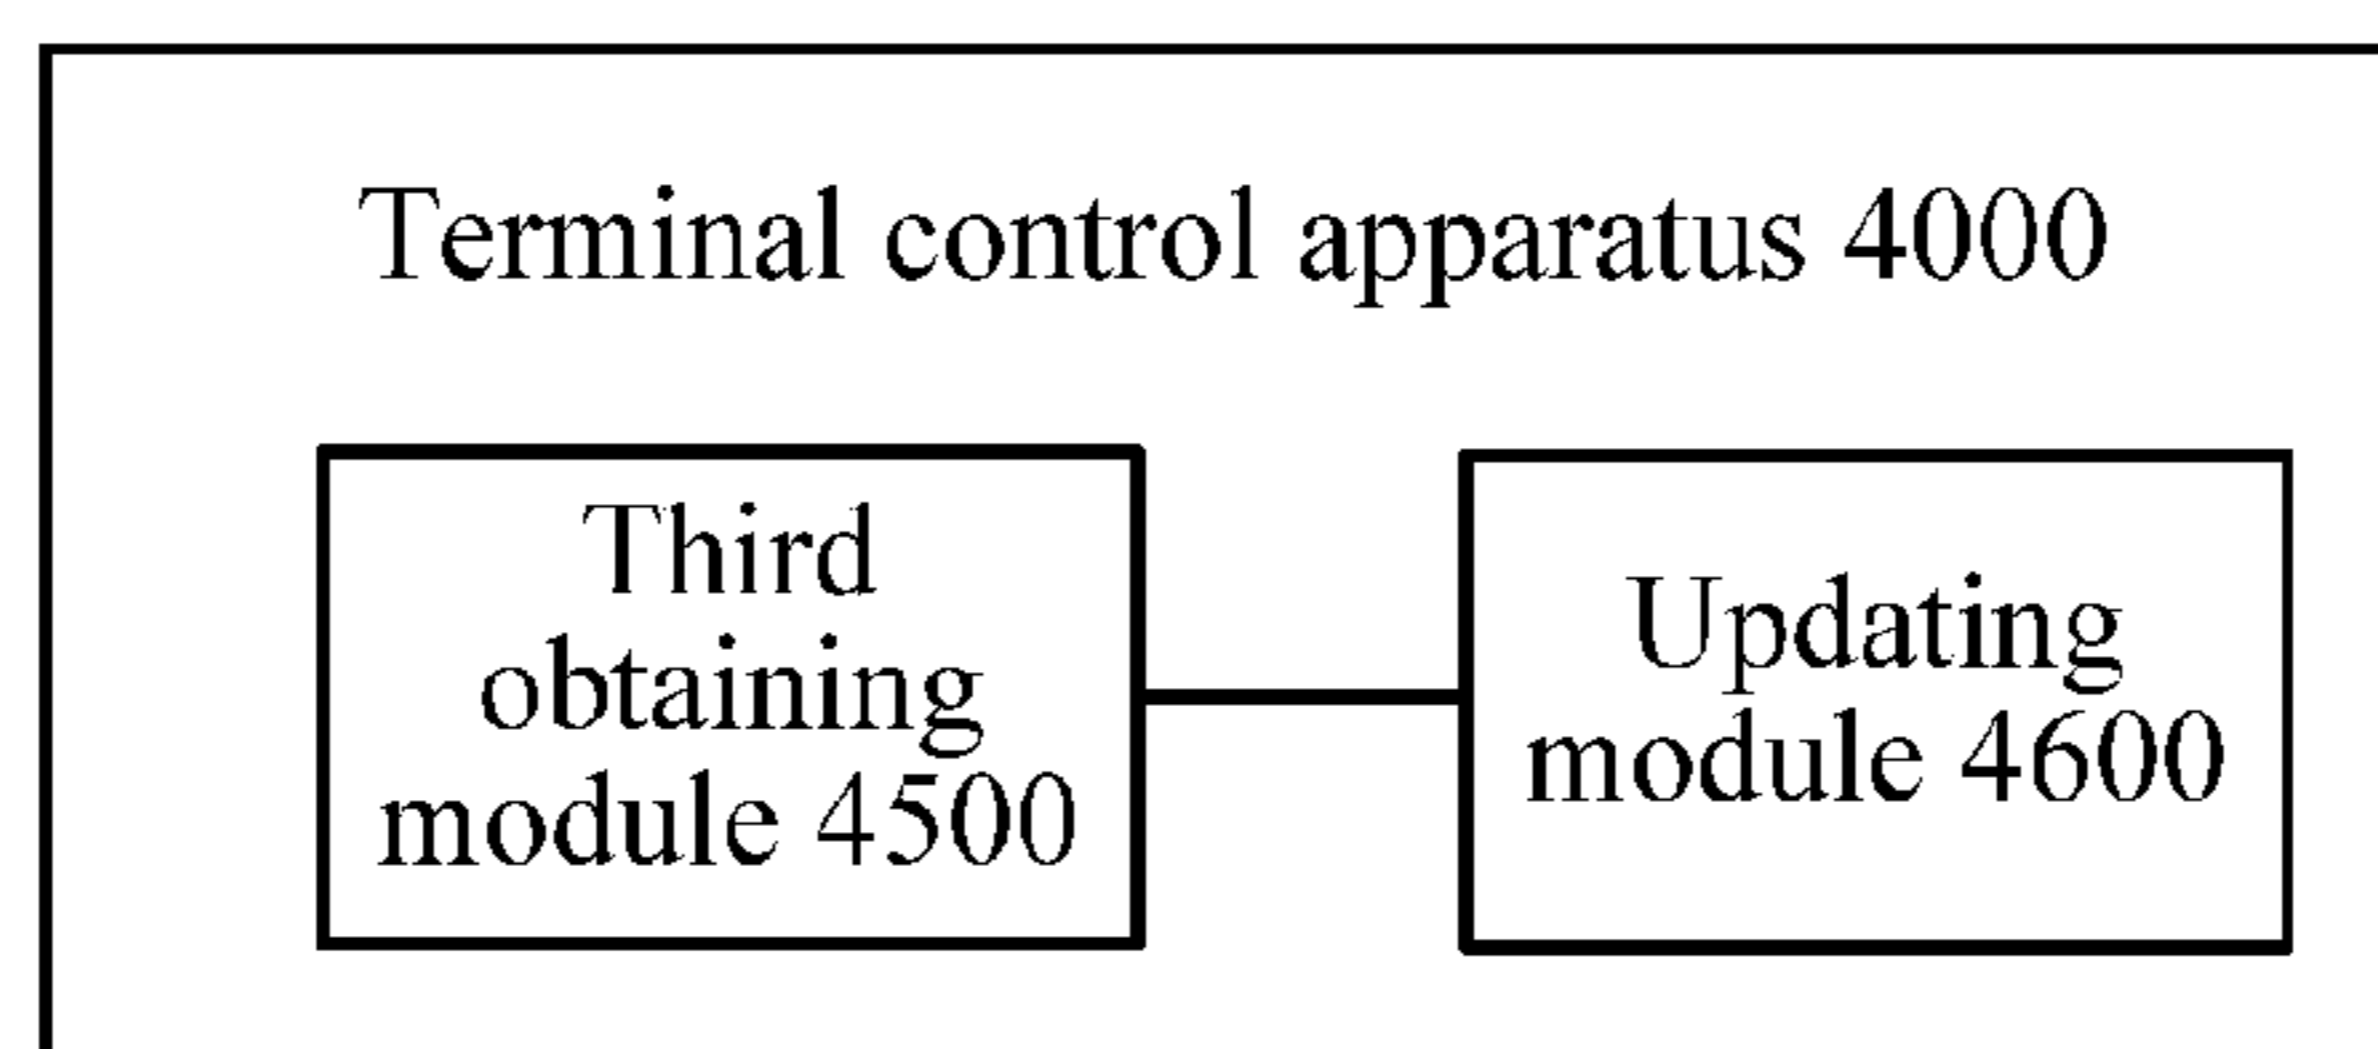 Terminal control apparatus 4000
Third
obtaining
module 4500
Updating
module 4600